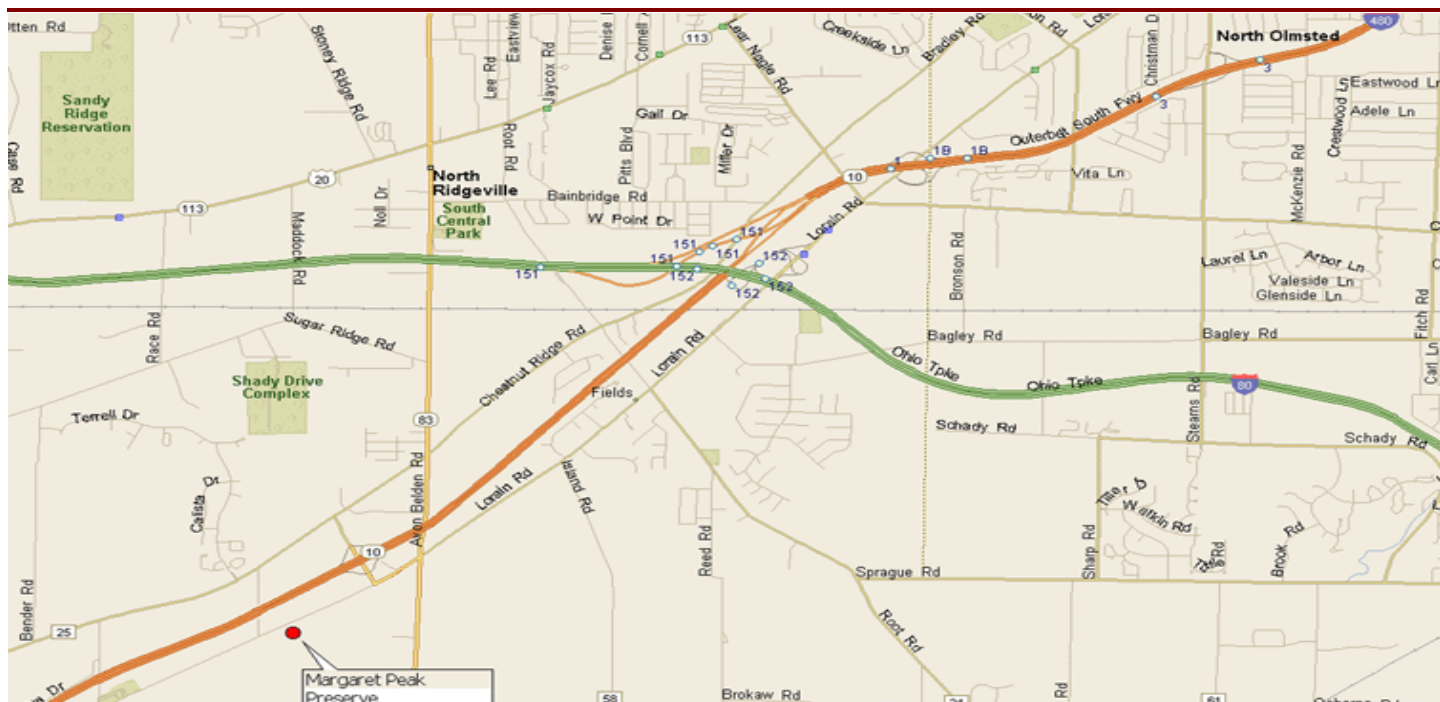 Stoney Ridge Rd
Lee Rd
Eastview
Jaycox Rd
Cornell
113
Lear Nagle Rd
Creekside Ln
Bradley Rd
Christman D
480
North Olmsted
3
Eastwood Ln
Adele Ln
Crestwood Ls
3
Outerbelt South Fwy
Sandy
Ridge
Reservation
Case Rd
Root Rd
Gail Dr
Pitts Blvd
Miller Dr
1B
1B
10
Vita Ln
McKenzie Rd
20
113
North
Ridgeville
South
Central
Park
Noll Dr
Maddock Rd
Bainbridge Rd
W Point Dr
Lorain Rd
Bronson Rd
Laurel Ln
Arbor Ln
Valeside Ln
Glenside Ln
Fitch Rd
151
151
151
151
151
152
152
152
152
Race Rd
Sugar Ridge Rd
Chestnut Ridge Rd
Lorain Rd
Bagley Rd
Bagley Rd
Carl Ln
Ohio Tpke
Ohio Tpke
80
Shady Drive
Complex
Fields
Stearns Rd
Terrell Dr
83
Schady Rd
Schady Rd
Calista Dr
Avon Belden Rd
Lorain Rd
Island Rd
Reed Rd
Walkin Rd
Sharp Rd
Brook Rd
10
Sprague Rd
Bender Rd
25
Root Rd
Margaret Peak
Preserve
58
Brokaw Rd
Rd